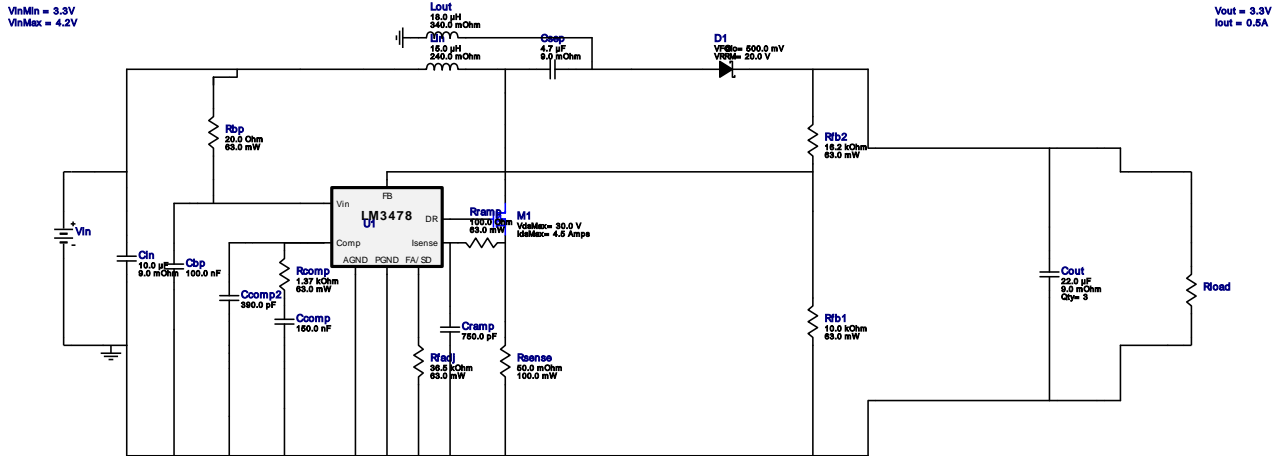 VinMin = 3.3V
VinMax = 4.2V
Vout = 3.3V
Iout = 0.5A
Lout
18.0 µH
340.0 mOhm
Lin
15.0 µH
240.0 mOhm
Csep
4.7 µF
9.0 mOhm
D1
VFatIo= 500.0 mV
VRRM= 20.0 V
Rbp
20.0 Ohm
63.0 mW
Rfb2
16.2 kOhm
63.0 mW
Vin
FB
LM3478
U1
DR
Comp
Isense
AGND
PGND
FA/SD
Rramp
100.0 Ohm
63.0 mW
M1
VdsMax= 30.0 V
IdsMax= 4.5 Amps
+
-
Vin
Cin
10.0 µF
9.0 mOhm
Cbp
100.0 nF
Ccomp2
390.0 pF
Rcomp
1.37 kOhm
63.0 mW
Ccomp
150.0 nF
Cramp
750.0 pF
Rfadj
36.5 kOhm
63.0 mW
Rsense
50.0 mOhm
100.0 mW
Rfb1
10.0 kOhm
63.0 mW
Cout
22.0 µF
9.0 mOhm
Qty= 3
Rload